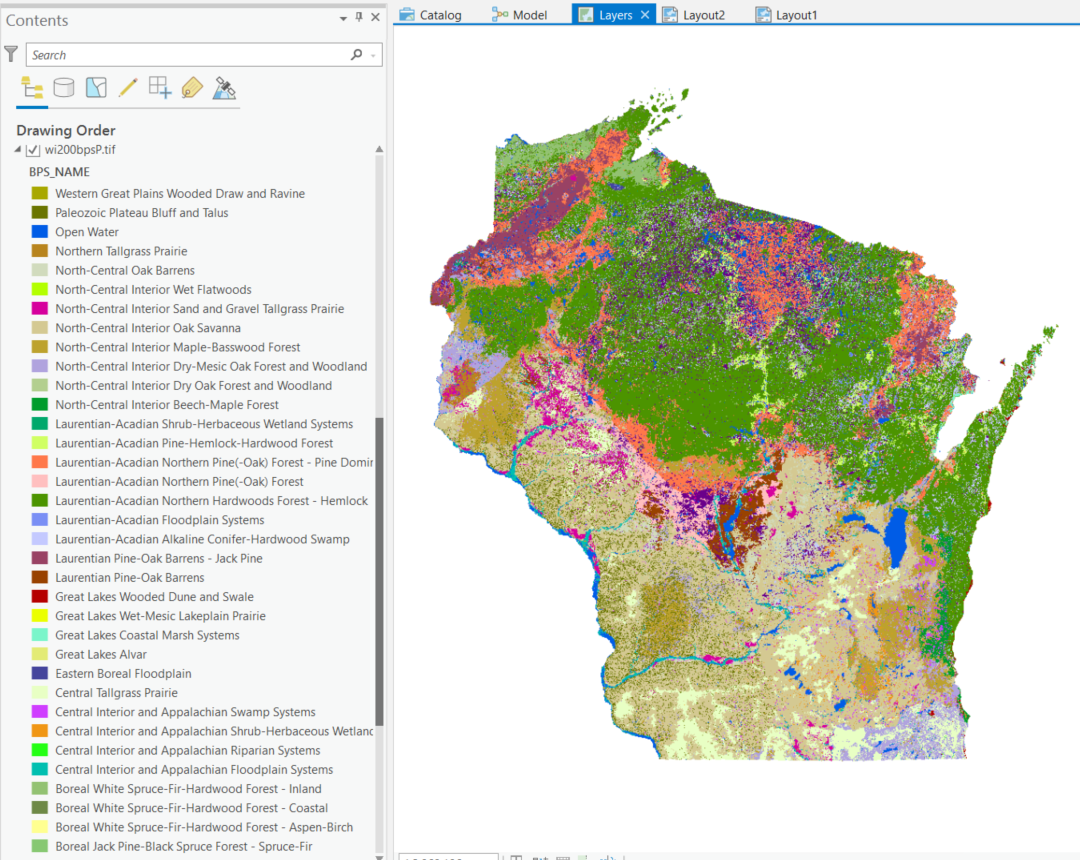 Contents
Catalog
Model
Layers
Layout2
Layout1
Search
Drawing Order
wi200bpsP.tif
BPS_NAME
Western Great Plains Wooded Draw and Ravine
Paleozoic Plateau Bluff and Talus
Open Water
Northern Tallgrass Prairie
North-Central Oak Barrens
North-Central Interior Wet Flatwoods
North-Central Interior Sand and Gravel Tallgrass Prairie
North-Central Interior Oak Savanna
North-Central Interior Maple-Basswood Forest
North-Central Interior Dry-Mesic Oak Forest and Woodland
North-Central Interior Dry Oak Forest and Woodland
North-Central Interior Beech-Maple Forest
Laurentian-Acadian Shrub-Herbaceous Wetland Systems
Laurentian-Acadian Pine-Hemlock-Hardwood Forest
Laurentian-Acadian Northern Pine(-Oak) Forest - Pine Domir
Laurentian-Acadian Northern Pine(-Oak) Forest
Laurentian-Acadian Northern Hardwoods Forest - Hemlock
Laurentian-Acadian Floodplain Systems
Laurentian-Acadian Alkaline Conifer-Hardwood Swamp
Laurentian Pine-Oak Barrens - Jack Pine
Laurentian Pine-Oak Barrens
Great Lakes Wooded Dune and Swale
Great Lakes Wet-Mesic Lakeplain Prairie
Great Lakes Coastal Marsh Systems
Great Lakes Alvar
Eastern Boreal Floodplain
Central Tallgrass Prairie
Central Interior and Appalachian Swamp Systems
Central Interior and Appalachian Shrub-Herbaceous Wetlanc
Central Interior and Appalachian Riparian Systems
Central Interior and Appalachian Floodplain Systems
Boreal White Spruce-Fir-Hardwood Forest - Inland
Boreal White Spruce-Fir-Hardwood Forest - Coastal
Boreal White Spruce-Fir-Hardwood Forest - Aspen-Birch
Boreal Jack Pine-Black Spruce Forest - Spruce-Fir